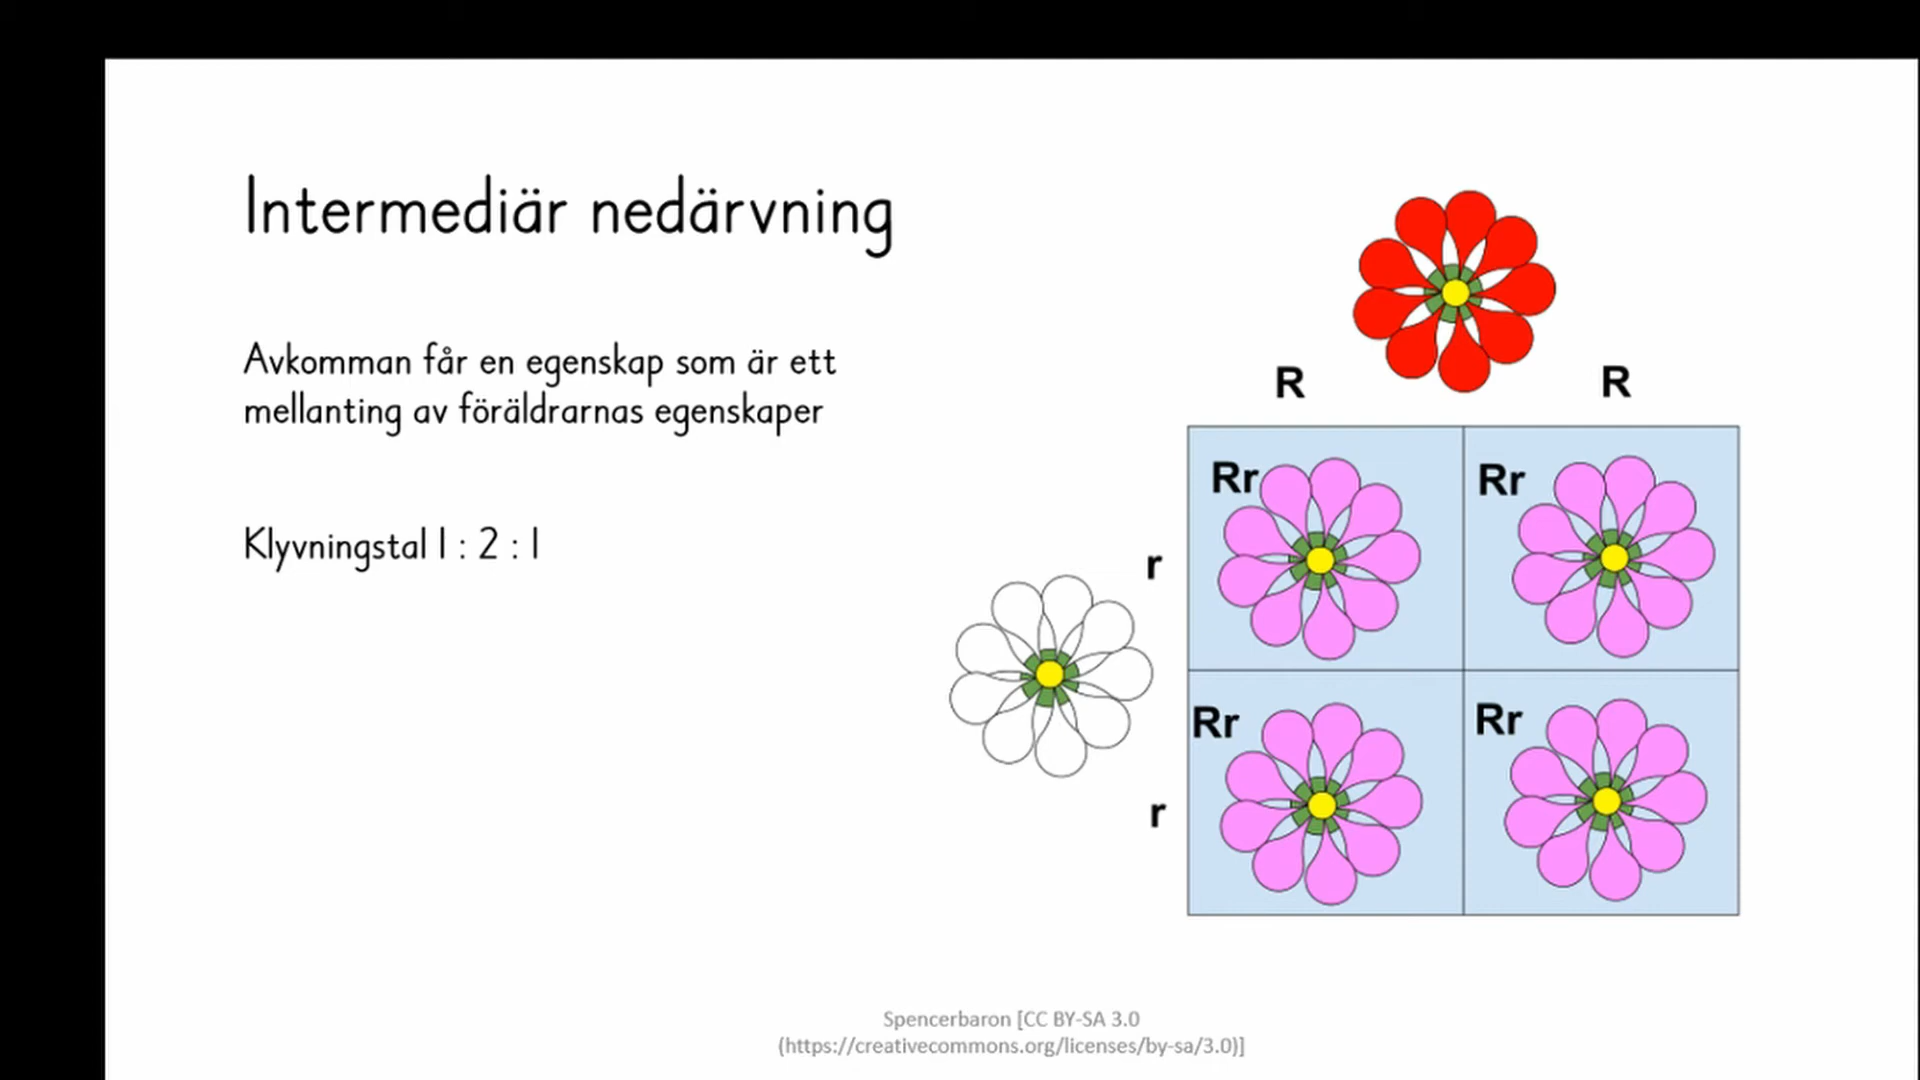 Intermediär nedärvning
Avkomman får en egenskap som är ett
mellanting av föräldrarnas egenskaper
Klyvningstal 1 : 2 : 1
R R
Rr Rr
r
Rr Rr
r
Spencerbaron [CC BY-SA 3.0
(https://creativecommons.org/licenses/by-sa/3.0)]